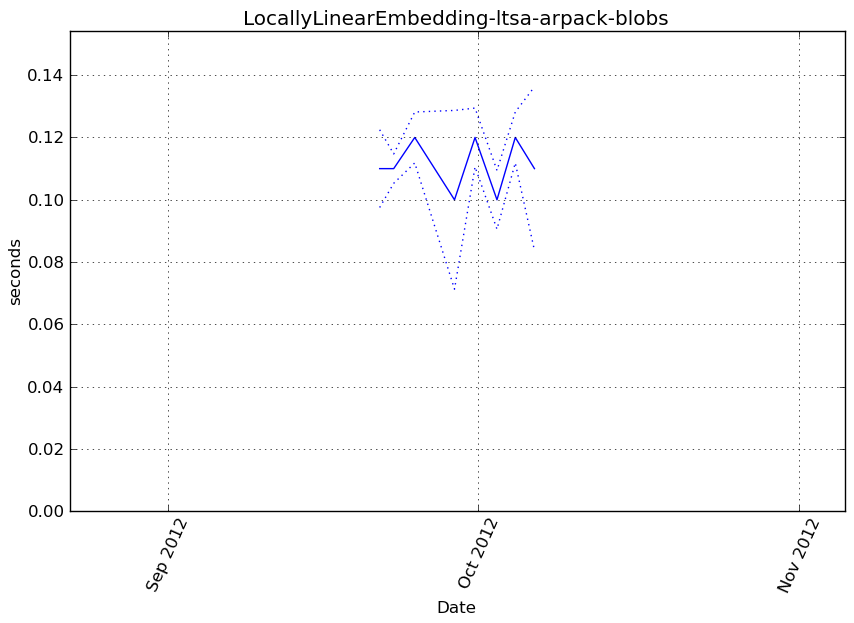 LocallyLinearEmbedding-ltsa-arpack-blobs
0.14
0.12
0.10
0.08
0.06
0.04
0.02
0.00
seconds
Sep 2012
Oct 2012
Nov 2012
Date